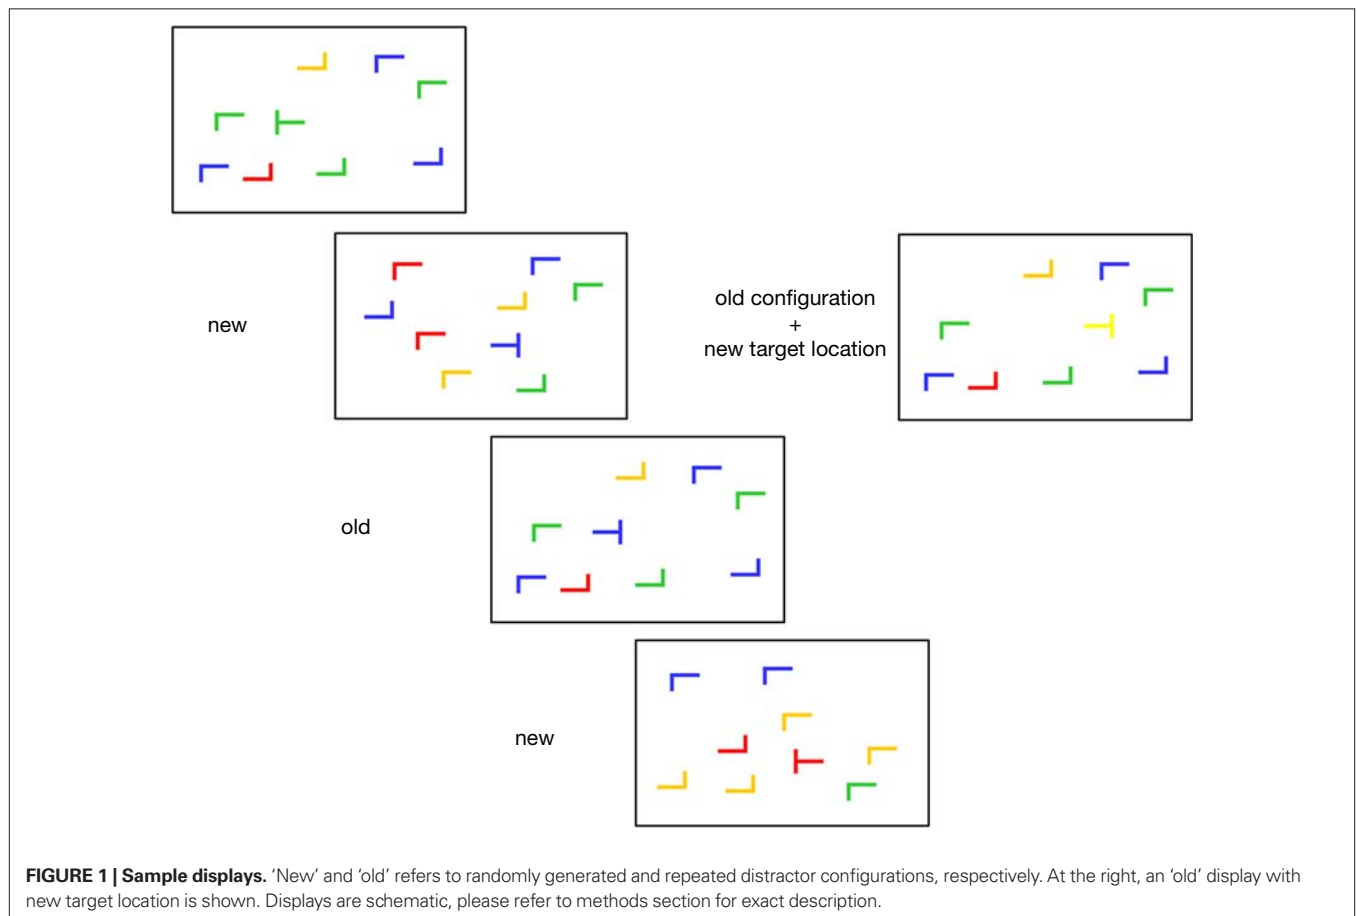 new
old configuration
+
new target location
old
new
FIGURE 1 | Sample displays. ‘New’ and ‘old’ refers to randomly generated and repeated distractor configurations, respectively. At the right, an ‘old’ display with
new target location is shown. Displays are schematic, please refer to methods section for exact description.